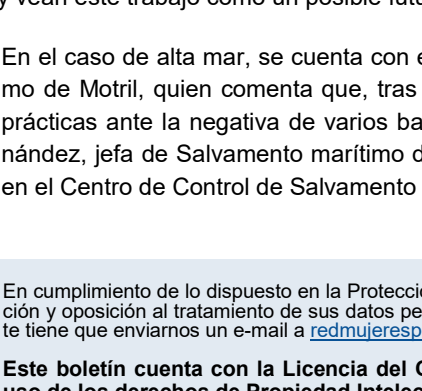 y vean este trabajo como un posible futu
En el caso de alta mar, se cuenta con e
mo de Motril, quien comenta que, tras
prácticas ante la negativa de varios ba
nández, jefa de Salvamento marítimo d
en el Centro de Control de Salvamento
En cumplimiento de lo dispuesto en la Protecci
ción y oposición al tratamiento de sus datos pe
te tiene que enviarnos un e-mail a redmujeresp
Este boletín cuenta con la Licencia del
uso de los derechos de Propiedad